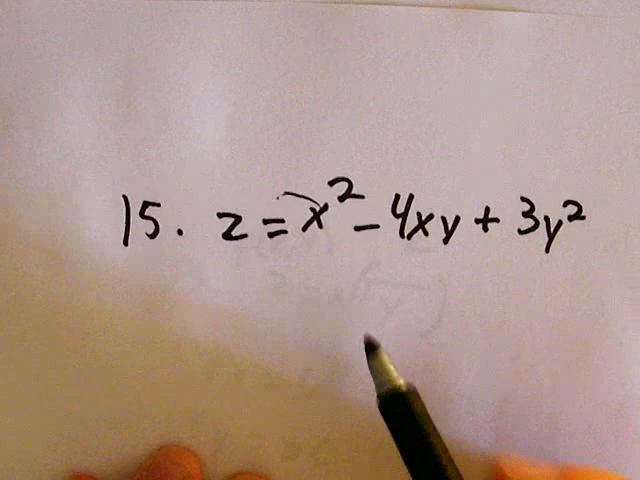 15. z = x² - 4xy + 3y²